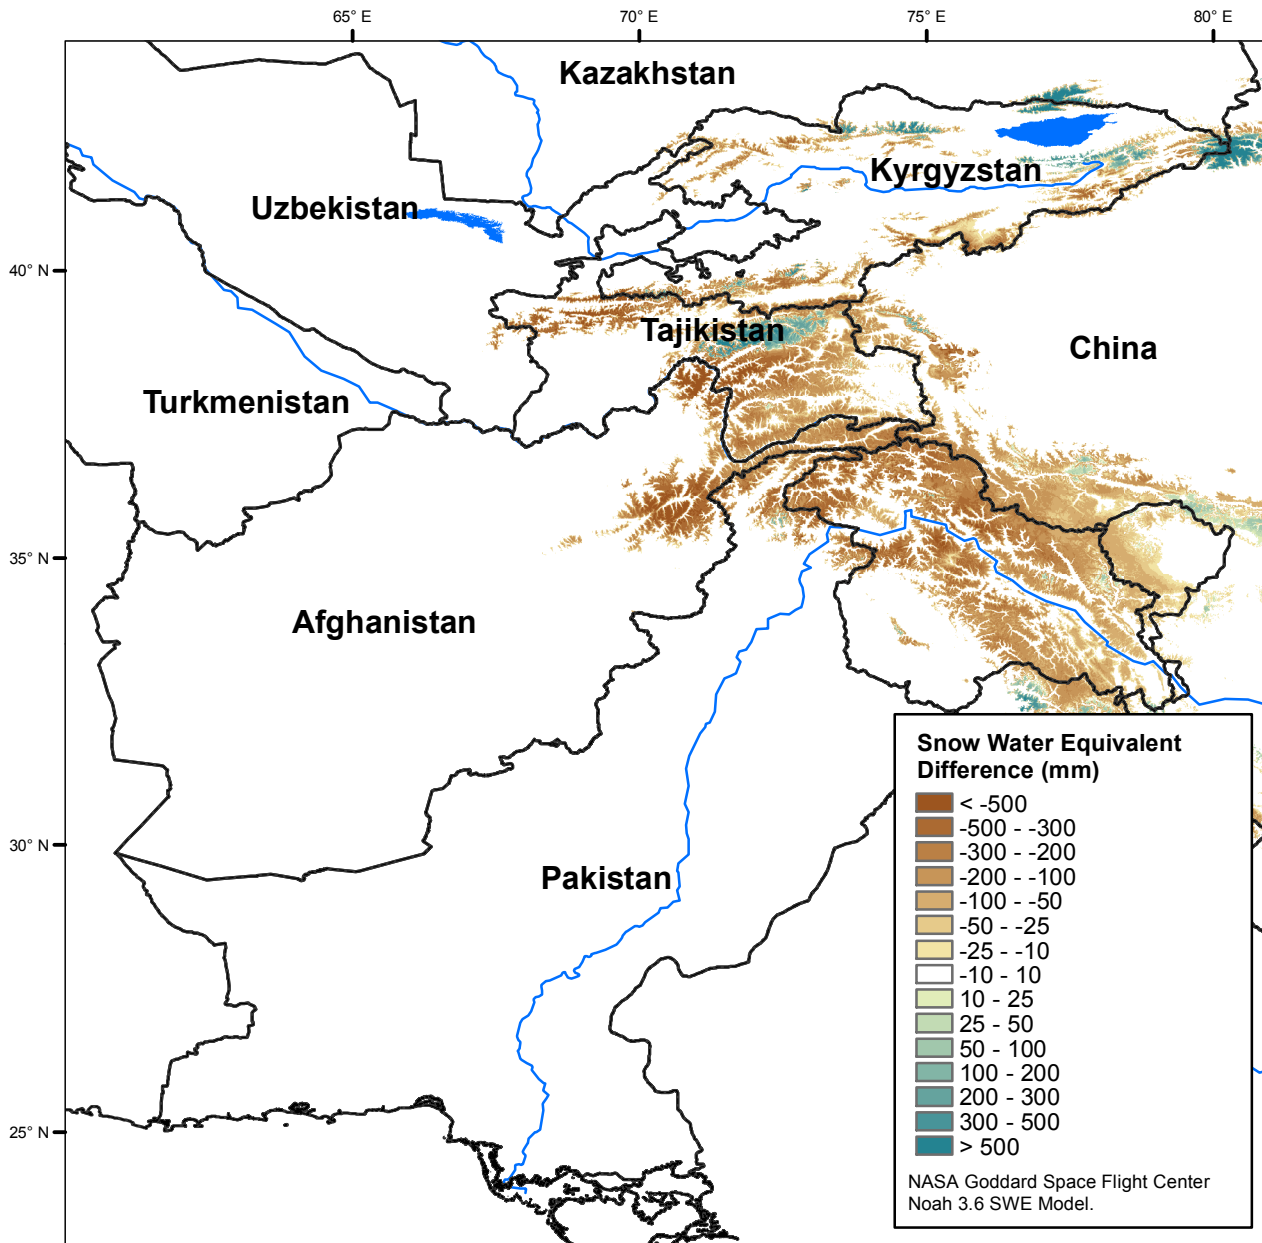 65° E
70° E
75° E
80° E
Kazakhstan
Kyrgyzstan
Uzbekistan
40° N
Tajikistan
China
Turkmenistan
35° N
Afghanistan
Snow Water Equivalent
Difference (mm)
< -500
-500 - -300
-300 - -200
-200 - -100
-100 - -50
-50 - -25
-25 - -10
-10 - 10
10 - 25
25 - 50
50 - 100
100 - 200
200 - 300
300 - 500
> 500
NASA Goddard Space Flight Center
Noah 3.6 SWE Model.
30° N
Pakistan
25° N